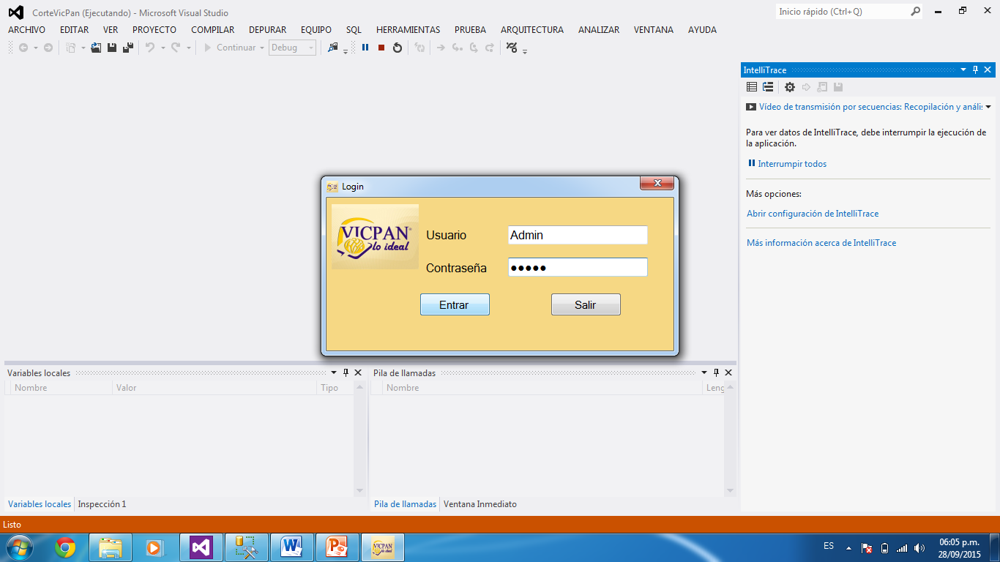 CorteVicPan (Ejecutando) - Microsoft Visual Studio
Inicio rápido (Ctrl+Q)
ARCHIVO EDITAR VER PROYECTO COMPILAR DEPURAR EQUIPO SQL HERRAMIENTAS PRUEBA ARQUITECTURA ANALIZAR VENTANA AYUDA
Continuar Debug
IntelliTrace
Vídeo de transmisión por secuencias: Recopilación y anális
Para ver datos de IntelliTrace, debe interrumpir la ejecución de
la aplicación.
Interrumpir todos
Más opciones:
Abrir configuración de IntelliTrace
Más información acerca de IntelliTrace
Login
VICPAN®
lo ideal
Usuario Admin
Contraseña ●●●●●
Entrar Salir
Variables locales
Nombre Valor Tipo
Pila de llamadas
Nombre Leng
Variables locales Inspección 1
Pila de llamadas Ventana Inmediato
Listo
VICPAN
lo ideal
ES
06:05 p.m.
28/09/2015